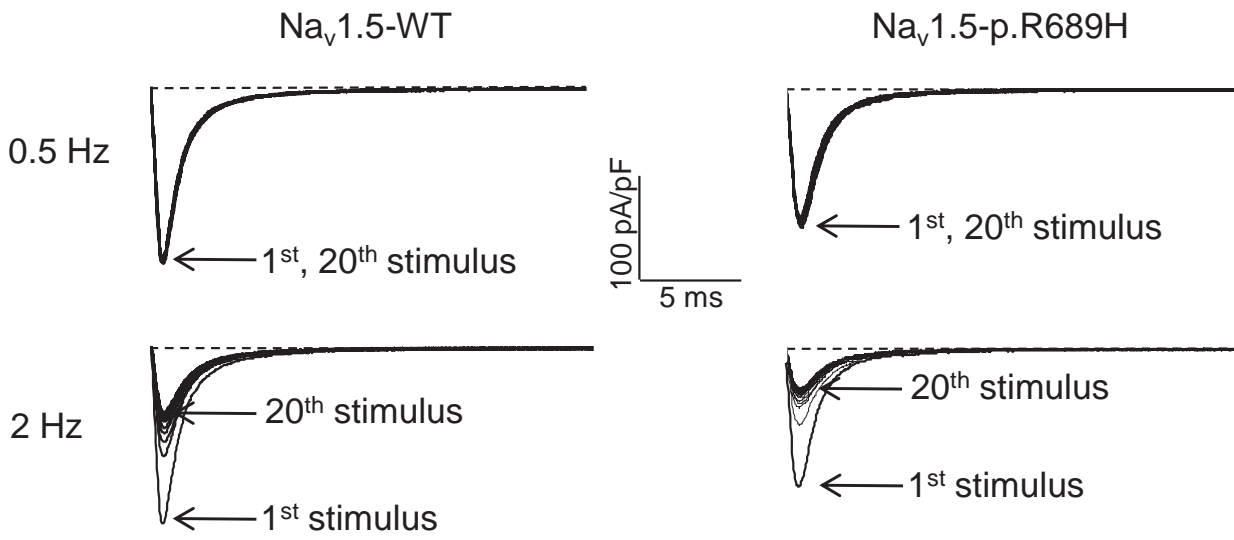 Nav1.5-WT
Nav1.5-p.R689H
0.5 Hz
1st, 20th stimulus
100 pA/pF
5 ms
1st, 20th stimulus
2 Hz
20th stimulus
1st stimulus
20th stimulus
1st stimulus